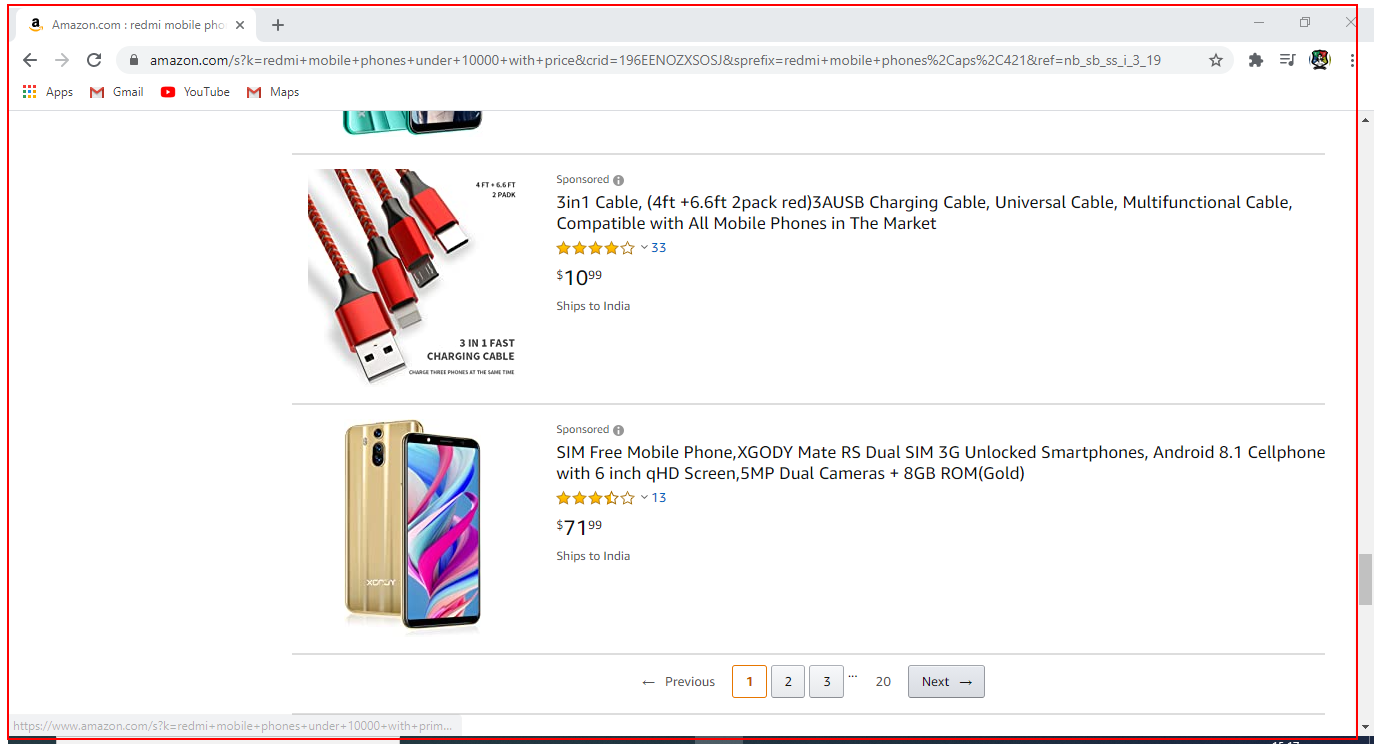 Amazon.com : redmi mobile pho
amazon.com/s?k=redmi+mobile+phones+under+10000+with+price&crid=196EENOZXSOSJ&sprefix=redmi+mobile+phones%2Caps%2C421&ref=nb_sb_ss_i_3_19
Apps Gmail YouTube Maps
4 FT + 6.6 FT
2 PADK
3 IN 1 FAST
CHARGING CABLE
CHARGE THREE PHONES AT THE SAME TIME
Sponsored
3in1 Cable, (4ft +6.6ft 2pack red)3AUSB Charging Cable, Universal Cable, Multifunctional Cable,
Compatible with All Mobile Phones in The Market
33
$1099
Ships to India
XGODY
Sponsored
SIM Free Mobile Phone,XGODY Mate RS Dual SIM 3G Unlocked Smartphones, Android 8.1 Cellphone
with 6 inch qHD Screen,5MP Dual Cameras + 8GB ROM(Gold)
13
$7199
Ships to India
← Previous 1 2 3 ... 20 Next →
https://www.amazon.com/s?k=redmi+mobile+phones+under+10000+with+prim...